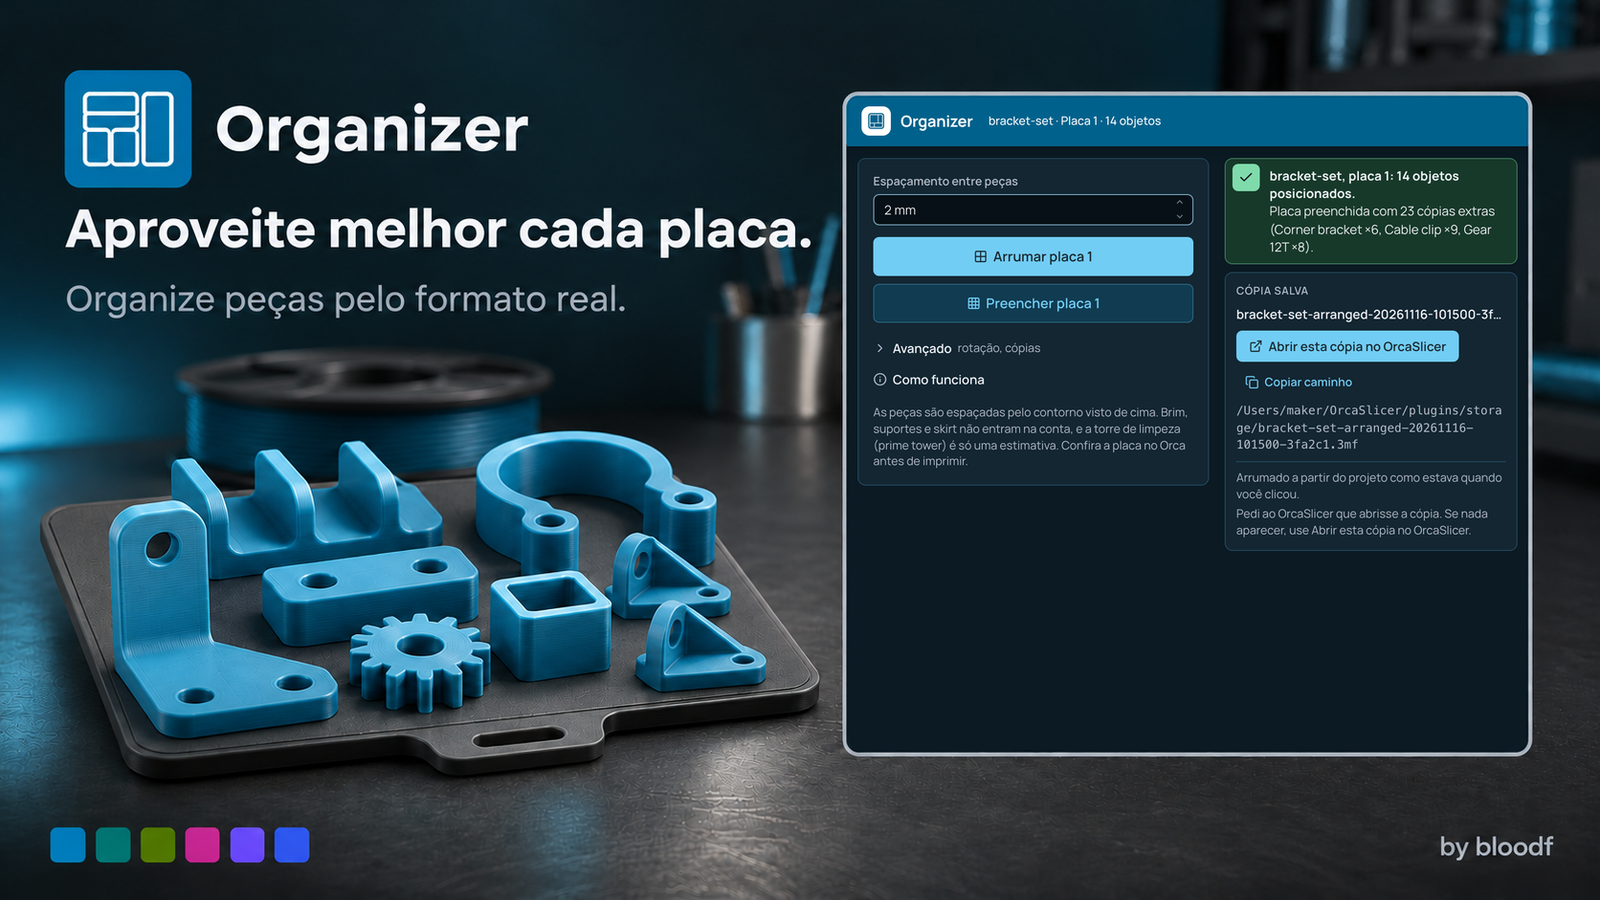 Organizer
Aproveite melhor cada placa.
Organize peças pelo formato real.
Organizer
bracket-set · Placa 1 · 14 objetos
Espaçamento entre peças
2 mm
Arrumar placa 1
Preencher placa 1
Avançado rotação, cópias
Como funciona
As peças são espaçadas pelo contorno visto de cima. Brim,
suportes e skirt não entram na conta, e a torre de limpeza
(prime tower) é só uma estimativa. Confira a placa no Orca
antes de imprimir.
bracket-set, placa 1: 14 objetos
posicionados.
Placa preenchida com 23 cópias extras
(Corner bracket ×6, Cable clip ×9, Gear
12T ×8).
CÓPIA SALVA
bracket-set-arranged-20261116-101500-3f...
Abrir esta cópia no OrcaSlicer
Copiar caminho
/Users/maker/OrcaSlicer/plugins/stora
ge/bracket-set-arranged-20261116-
101500-3fa2c1.3mf
Arrumado a partir do projeto como estava quando
você clicou.
Pedi ao OrcaSlicer que abrisse a cópia. Se nada
aparecer, use Abrir esta cópia no OrcaSlicer.
by bloodf